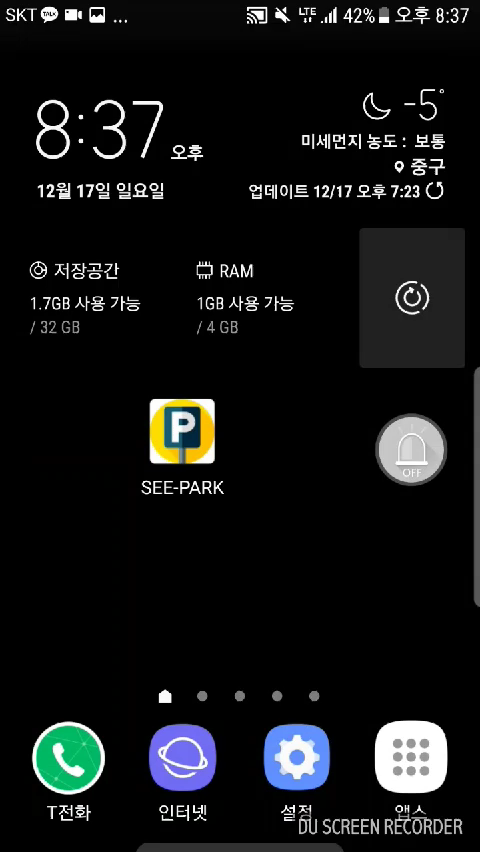 SKT TALK ... LTE 42% 오후 8:37
8:37 오후
-5°
미세먼지 농도 : 보통
중구
12월 17일 일요일
업데이트 12/17 오후 7:23
저장공간
1.7GB 사용 가능
/ 32 GB
RAM
1GB 사용 가능
/ 4 GB
P
SEE-PARK
OFF
T전화
인터넷
설정
앱스
DU SCREEN RECORDER